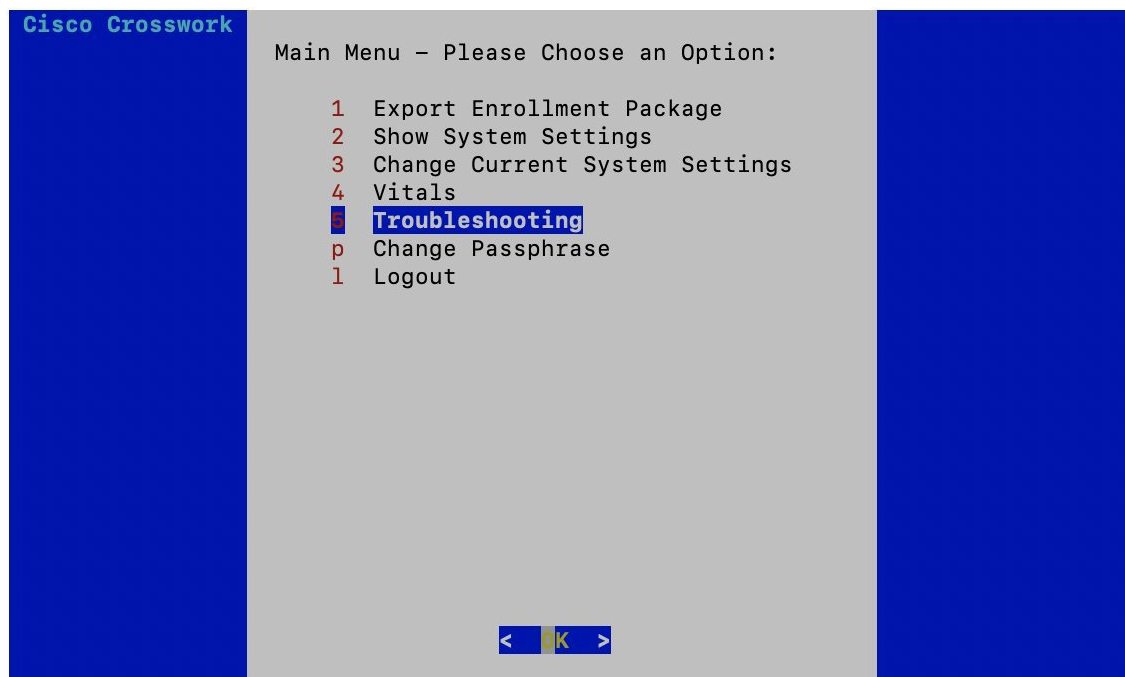 Cisco Crosswork
Main Menu – Please Choose an Option:
1 Export Enrollment Package
2 Show System Settings
3 Change Current System Settings
4 Vitals
5 Troubleshooting
p Change Passphrase
l Logout
< OK >